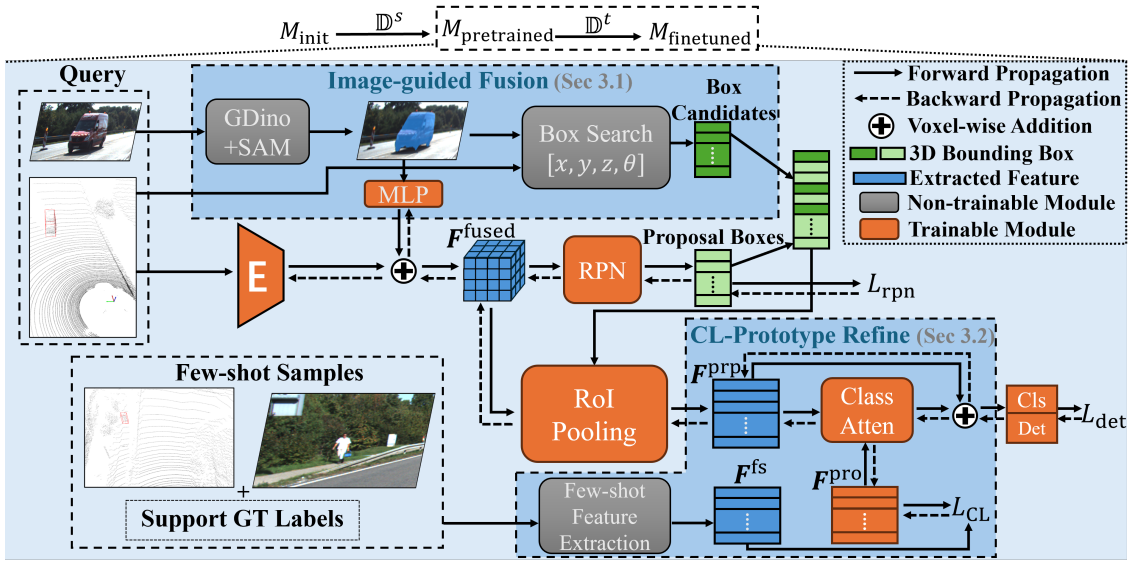 M_init 𝔻^s M_pretrained 𝔻^t M_finetuned
Query
Image-guided Fusion (Sec 3.1)
GDino
+SAM
MLP
Box Search
[x, y, z, θ]
Box
Candidates
Forward Propagation
Backward Propagation
Voxel-wise Addition
3D Bounding Box
Extracted Feature
Non-trainable Module
Trainable Module
E
F^fused
RPN
Proposal Boxes
L_rpn
Few-shot Samples
+
Support GT Labels
RoI
Pooling
CL-Prototype Refine (Sec 3.2)
F^prp
Class
Atten
Cls
Det
L_det
Few-shot
Feature
Extraction
F^fs
F^pro
L_CL